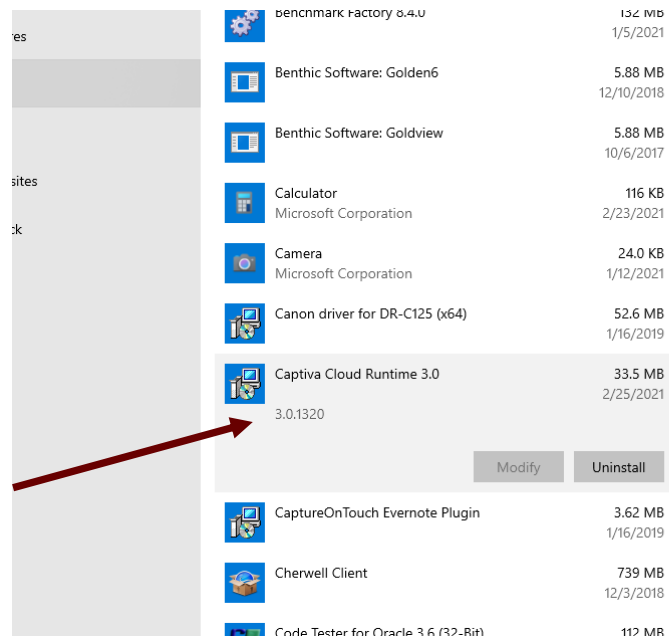 Benchmark Factory 8.4.0 132 MB
1/5/2021
res
Benthic Software: Golden6 5.88 MB
12/10/2018
Benthic Software: Goldview 5.88 MB
10/6/2017
sites
Calculator 116 KB
Microsoft Corporation 2/23/2021
ck
Camera 24.0 KB
Microsoft Corporation 1/12/2021
Canon driver for DR-C125 (x64) 52.6 MB
1/16/2019
Captiva Cloud Runtime 3.0 33.5 MB
2/25/2021
3.0.1320
Modify Uninstall
CaptureOnTouch Evernote Plugin 3.62 MB
1/16/2019
Cherwell Client 739 MB
12/3/2018
Code Tester for Oracle 3.6 (32-Bit) 112 MB